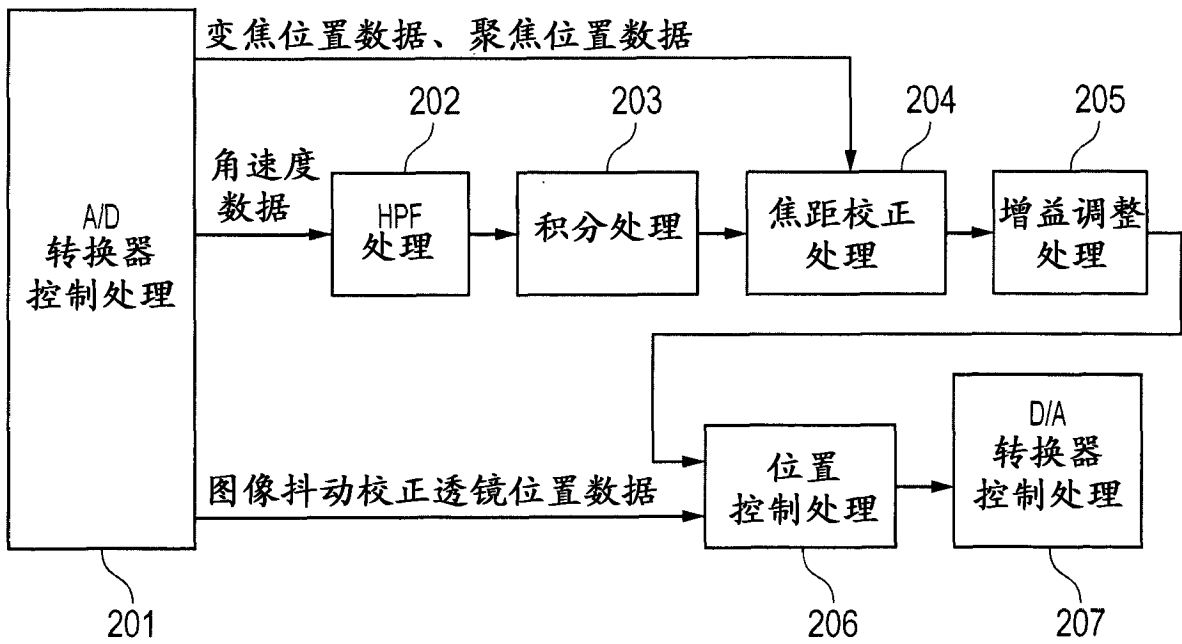 变焦位置数据、聚焦位置数据
202
203
204
205
角速度
数据
A/D
转换器
控制处理
HPF
处理
积分处理
焦距校正
处理
增益调整
处理
图像抖动校正透镜位置数据
位置
控制处理
D/A
转换器
控制处理
201
206
207